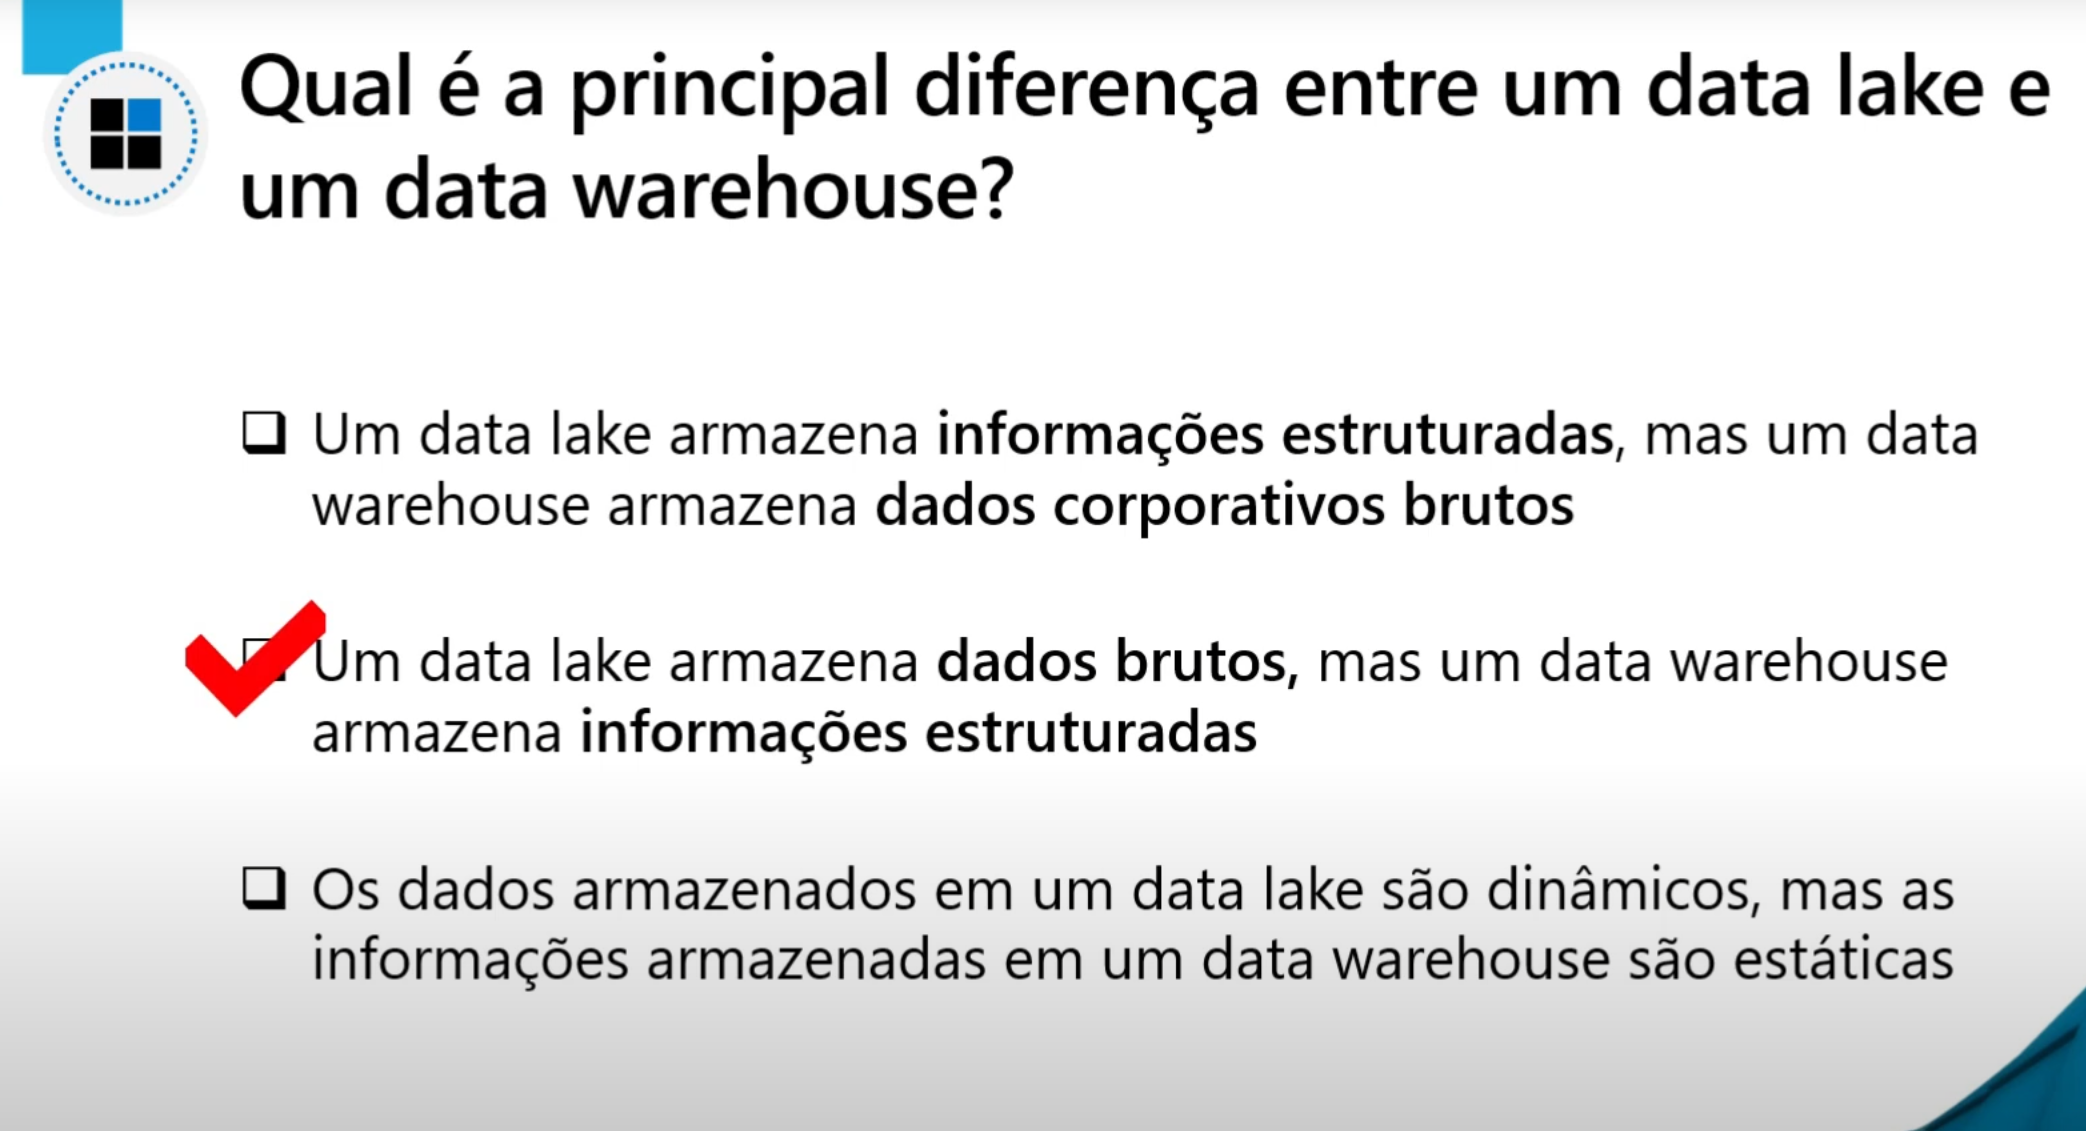 Qual é a principal diferença entre um data lake e
um data warehouse?
Um data lake armazena informações estruturadas, mas um data
warehouse armazena dados corporativos brutos
Um data lake armazena dados brutos, mas um data warehouse
armazena informações estruturadas
Os dados armazenados em um data lake são dinâmicos, mas as
informações armazenadas em um data warehouse são estáticas